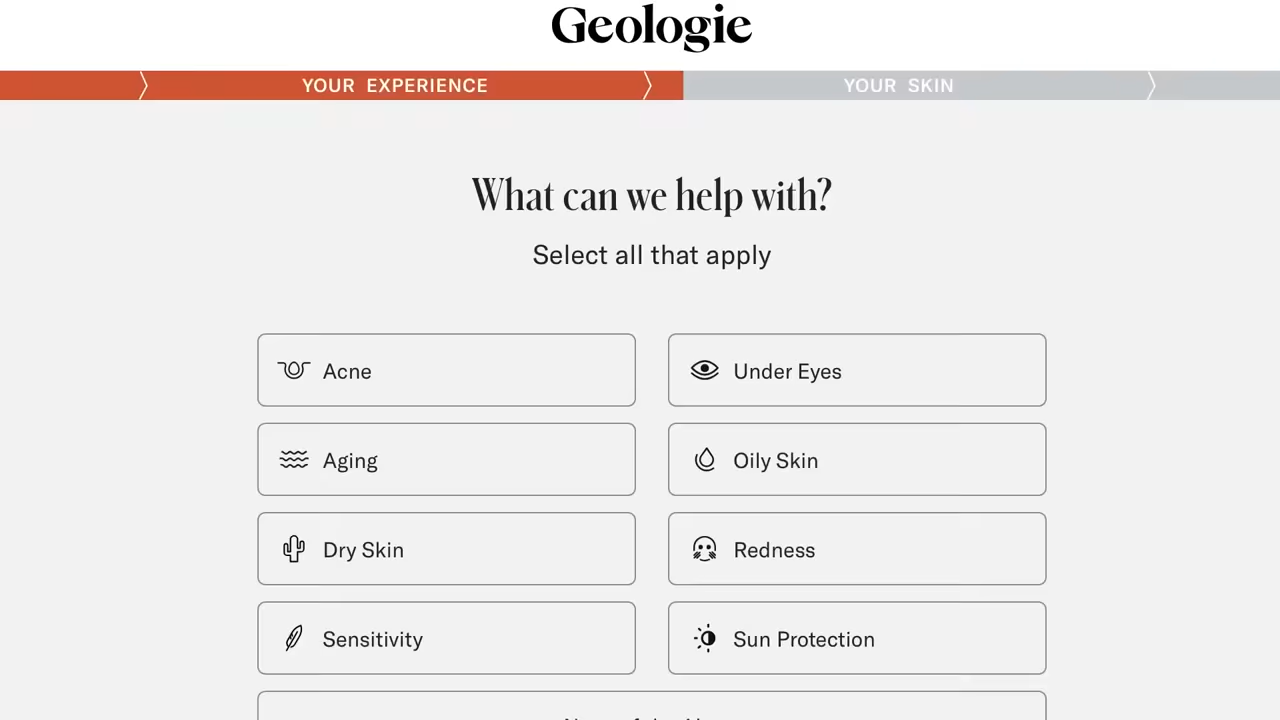 Geologie
YOUR EXPERIENCE
YOUR SKIN
What can we help with?
Select all that apply
Acne
Under Eyes
Aging
Oily Skin
Dry Skin
Redness
Sensitivity
Sun Protection